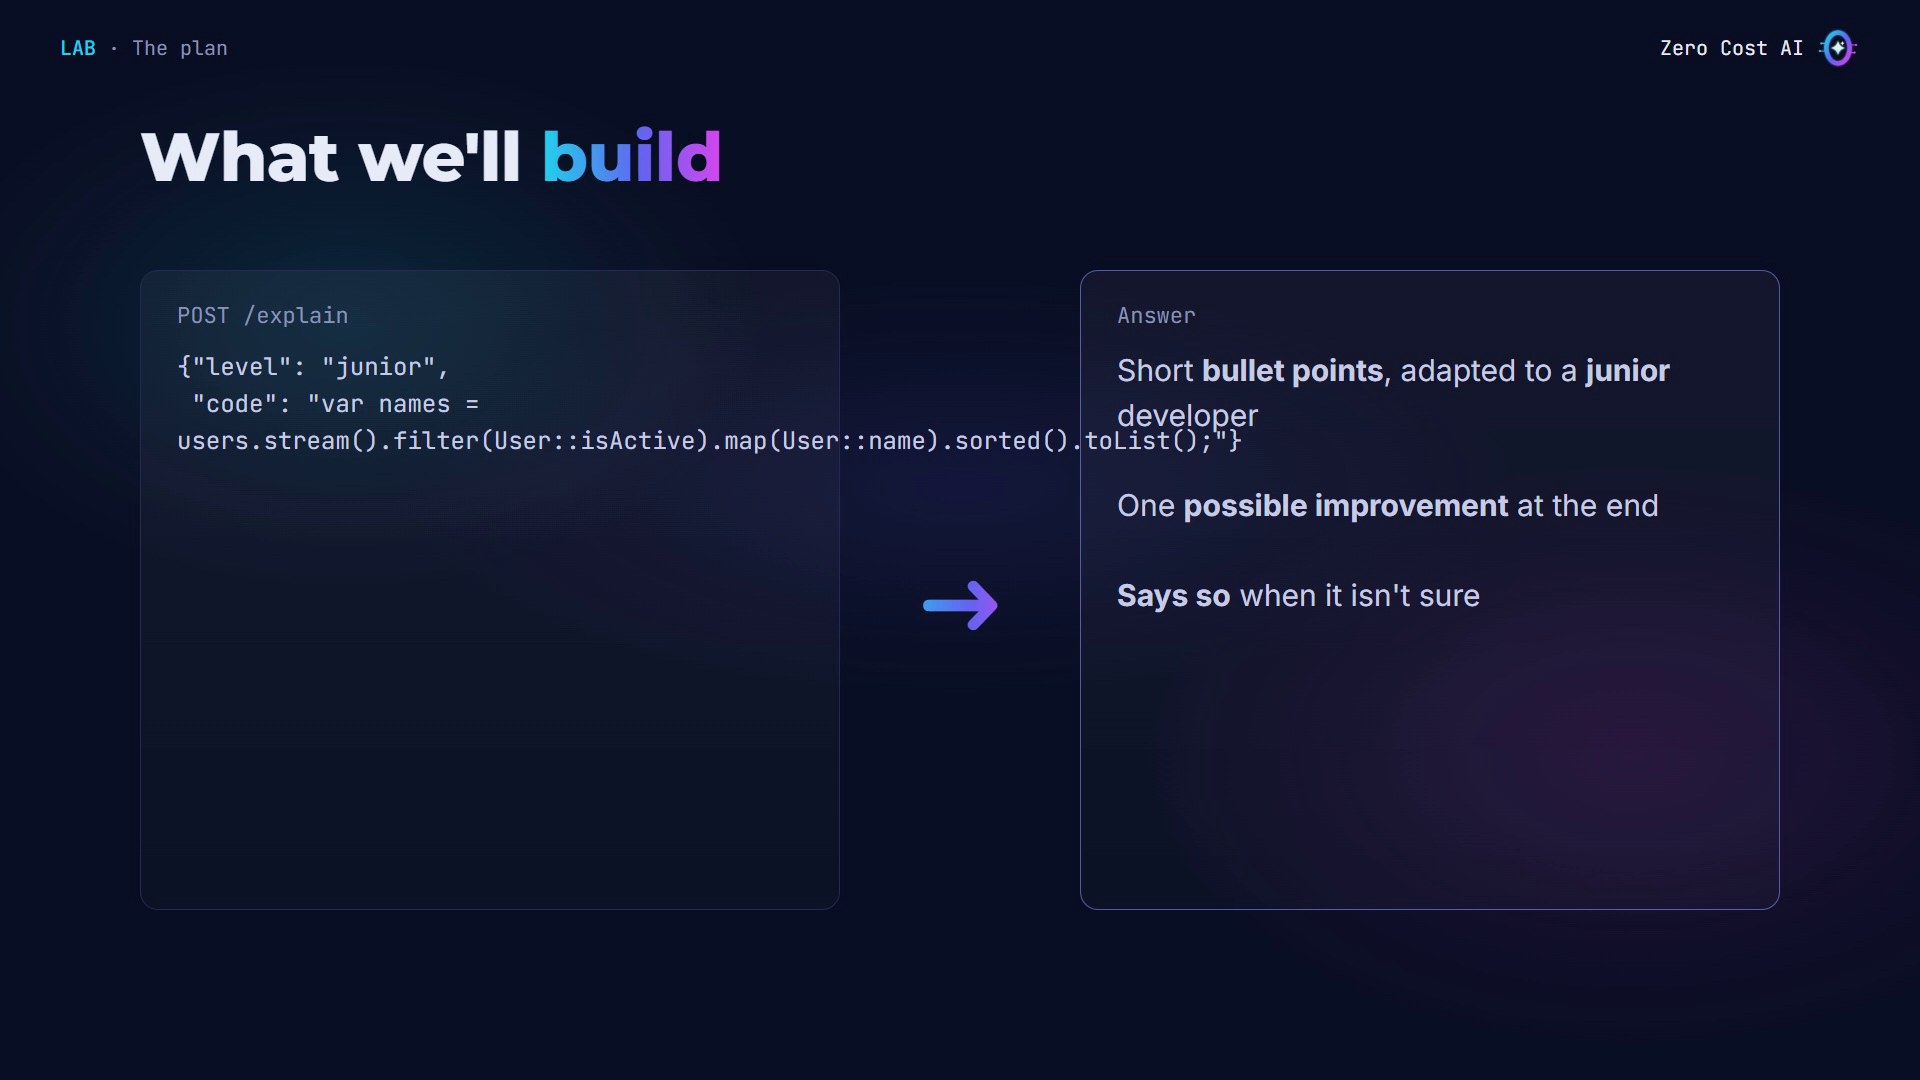 LAB · The plan
Zero Cost AI
What we'll build
POST /explain
{"level": "junior",
 "code": "var names =
users.stream().filter(User::isActive).map(User::name).sorted().toList();"}
Answer
Short bullet points, adapted to a junior
developer
One possible improvement at the end
Says so when it isn't sure